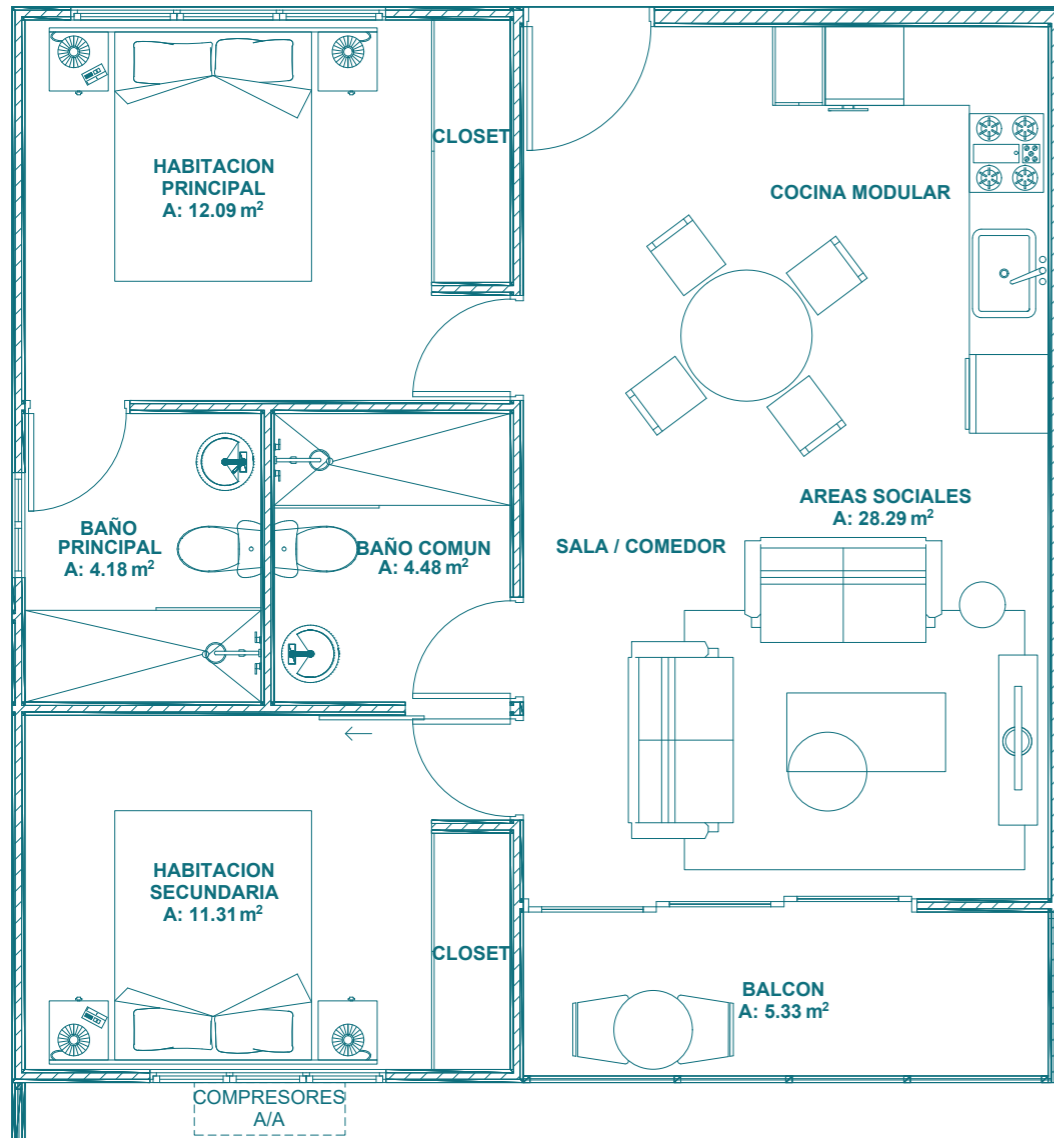 CLOSET
HABITACION
PRINCIPAL
A: 12.09 m²
COCINA MODULAR
AREAS SOCIALES
A: 28.29 m²
BAÑO
PRINCIPAL
A: 4.18 m²
BAÑO COMUN
A: 4.48 m²
SALA / COMEDOR
HABITACION
SECUNDARIA
A: 11.31 m²
CLOSET
BALCON
A: 5.33 m²
COMPRESORES
A/A